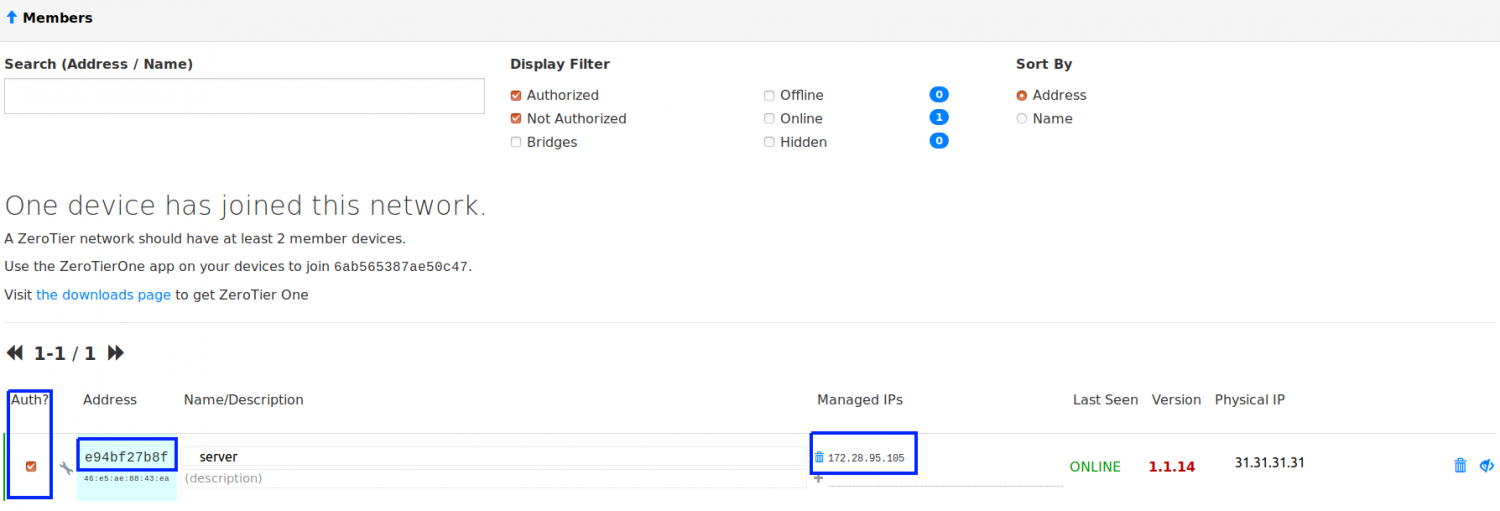 Members
Search (Address / Name)
Display Filter
Sort By
Authorized
Offline
0
Address
Not Authorized
Online
1
Name
Bridges
Hidden
0
One device has joined this network.
A ZeroTier network should have at least 2 member devices.
Use the ZeroTierOne app on your devices to join 6ab565387ae50c47.
Visit the downloads page to get ZeroTier One
1-1 / 1
Auth?
Address
Name/Description
Managed IPs
Last Seen
Version
Physical IP
e94bf27b8f
server
172.28.95.105
ONLINE
1.1.14
31.31.31.31
46:e5:ae:88:43:ea
(description)